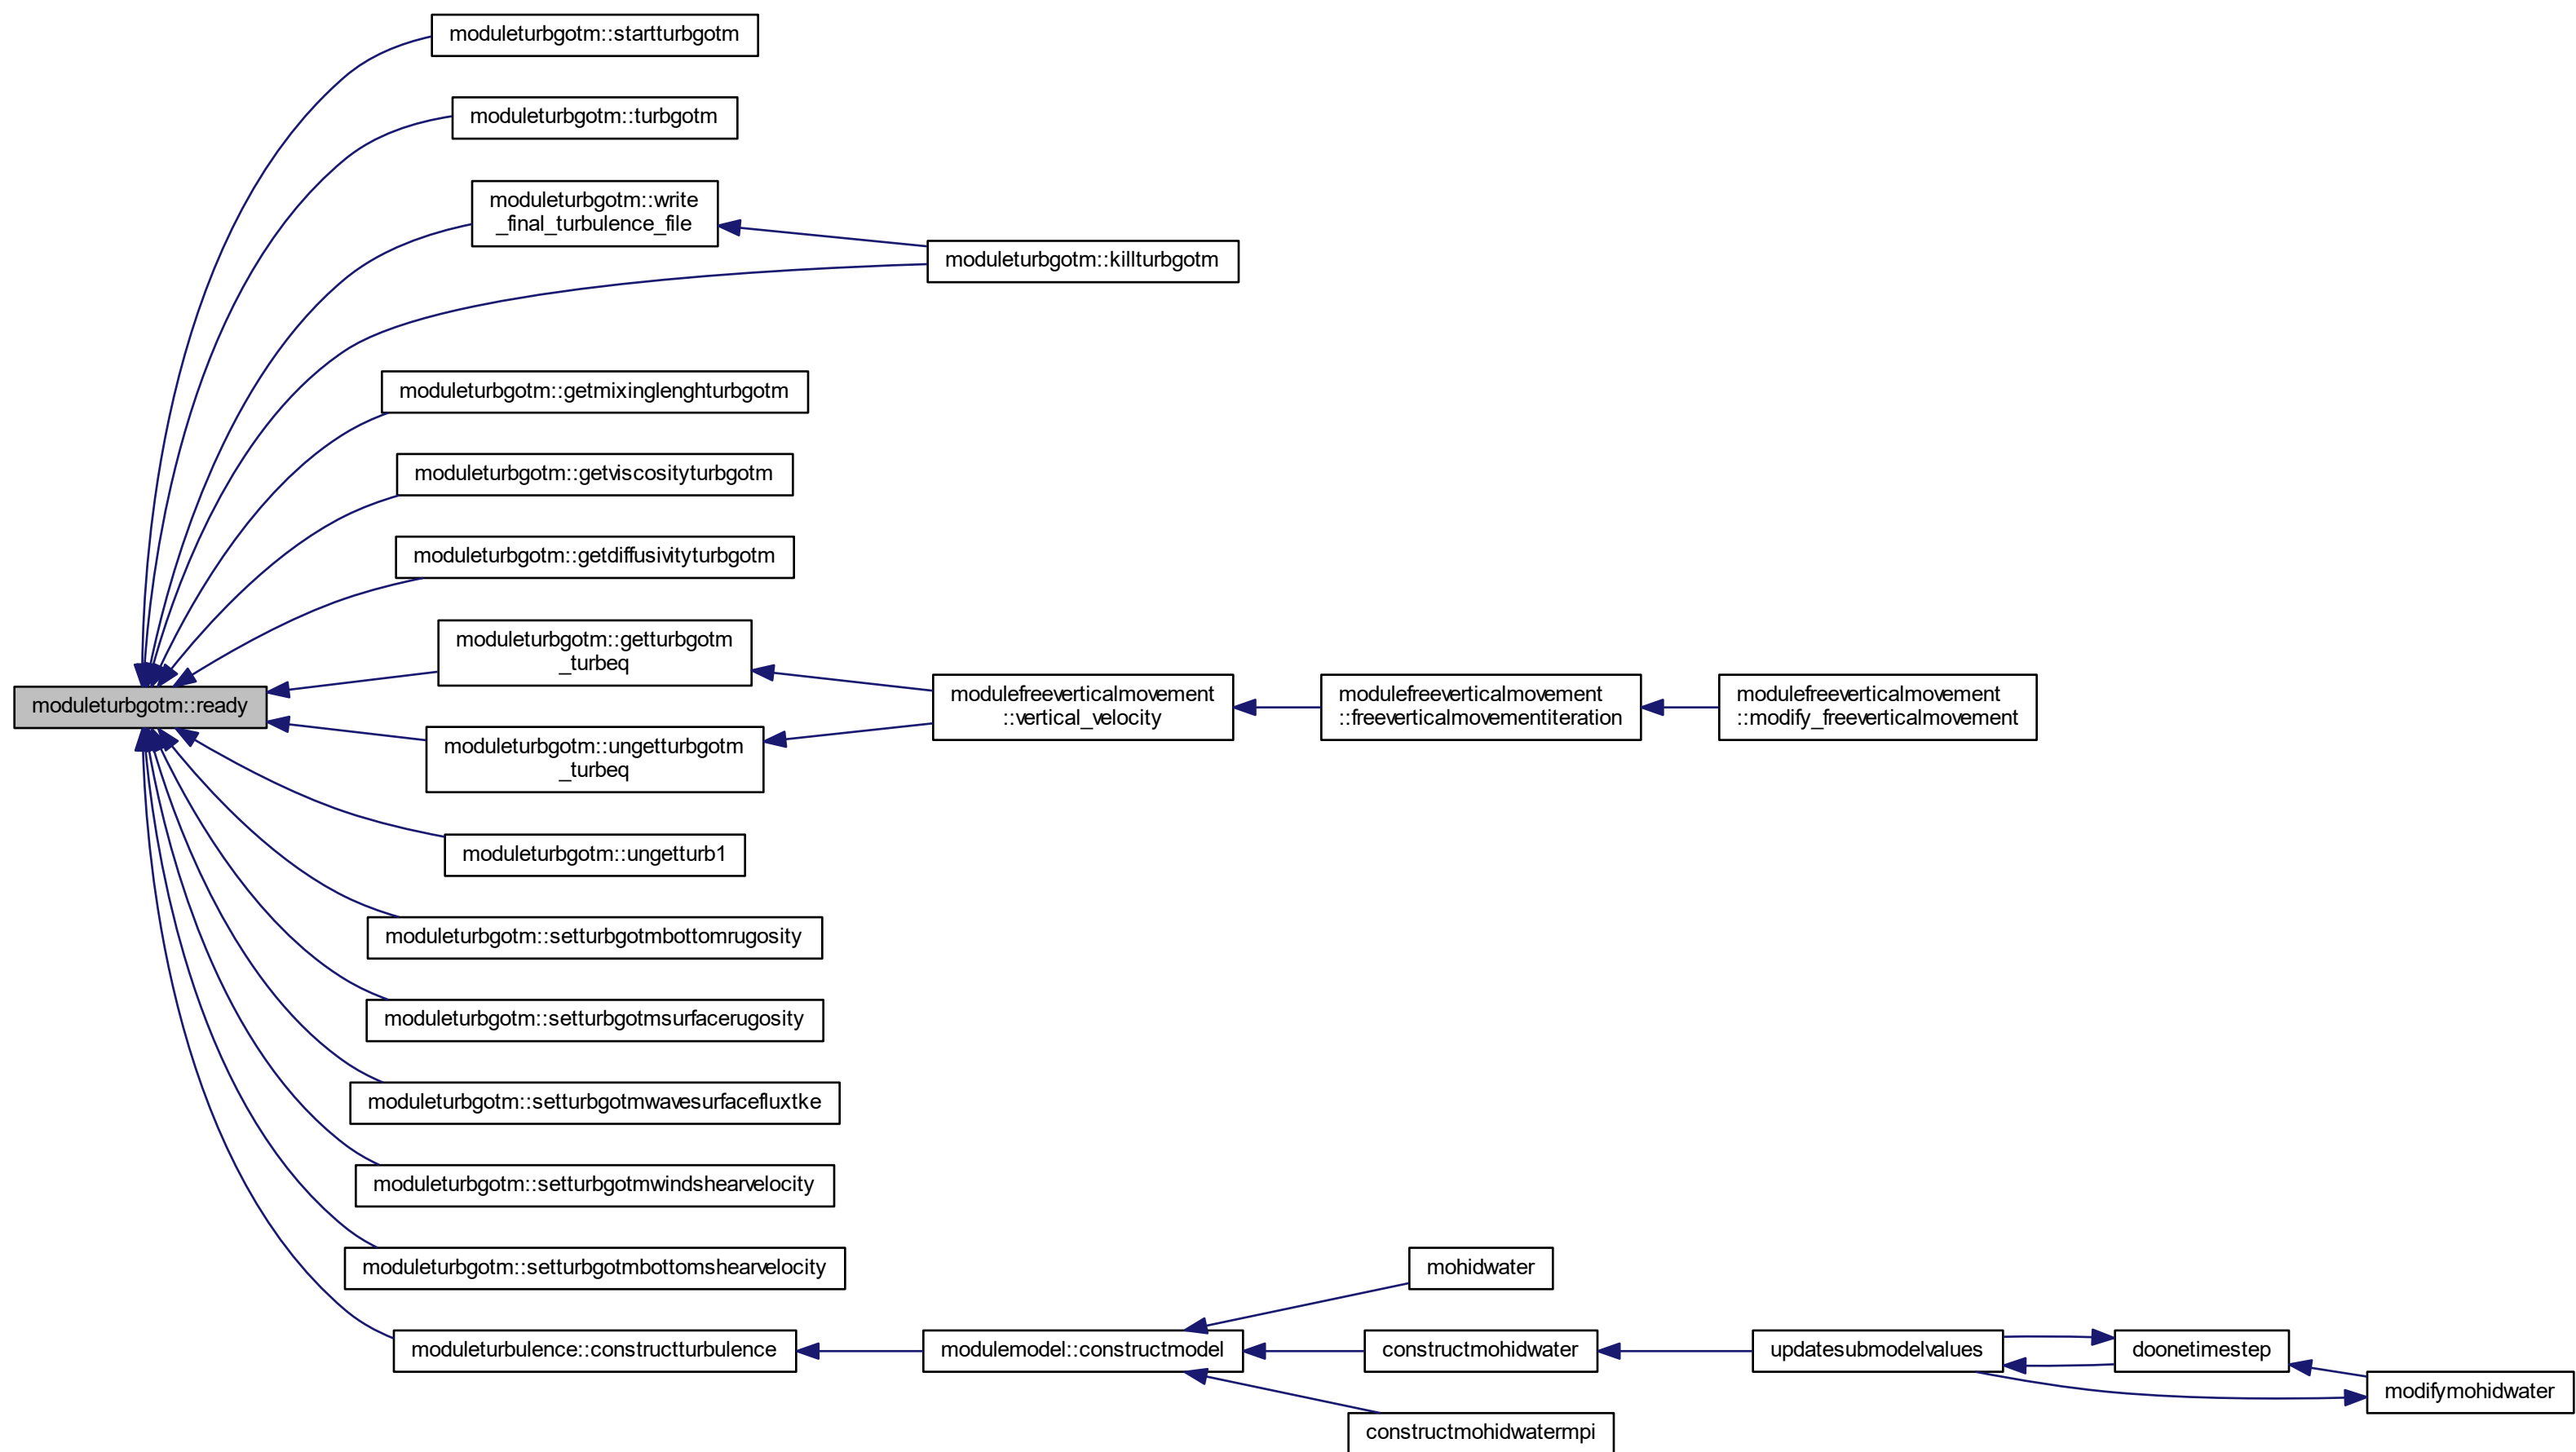 moduleturbgotm::startturbgotm
moduleturbgotm::turbgotm
moduleturbgotm::write
_final_turbulence_file
moduleturbgotm::killturbgotm
moduleturbgotm::getmixinglenghturbgotm
moduleturbgotm::getviscosityturbgotm
moduleturbgotm::getdiffusivityturbgotm
moduleturbgotm::getturbgotm
_turbeq
moduleturbgotm::ready
modulefreeverticalmovement
::vertical_velocity
modulefreeverticalmovement
::freeverticalmovementiteration
modulefreeverticalmovement
::modify_freeverticalmovement
moduleturbgotm::ungetturbgotm
_turbeq
moduleturbgotm::ungetturb1
moduleturbgotm::setturbgotmbottomrugosity
moduleturbgotm::setturbgotmsurfacerugosity
moduleturbgotm::setturbgotmwavesurfacefluxtke
moduleturbgotm::setturbgotmwindshearvelocity
moduleturbgotm::setturbgotmbottomshearvelocity
mohidwater
moduleturbulence::constructturbulence
modulemodel::constructmodel
constructmohidwater
updatesubmodelvalues
doonetimestep
modifymohidwater
constructmohidwatermpi